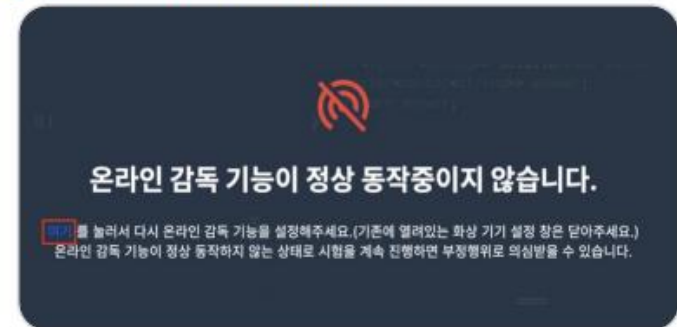 온라인 감독 기능이 정상 동작중이지 않습니다.
여기 를 눌러서 다시 온라인 감독 기능을 설정해주세요.(기존에 열려있는 화상 기기 설정 창은 닫아주세요.)
온라인 감독 기능이 정상 동작하지 않는 상태로 시험을 계속 진행하면 부정행위로 의심받을 수 있습니다.